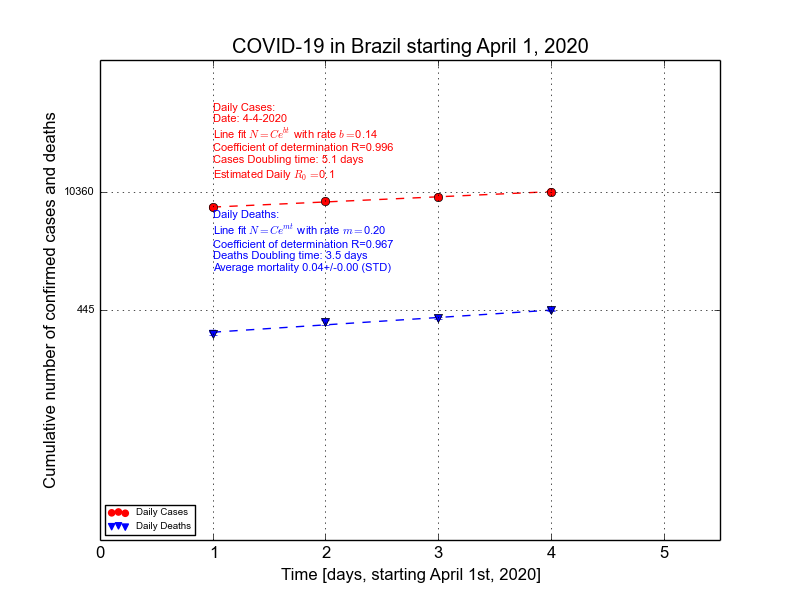 COVID-19 in Brazil starting April 1, 2020
Cumulative number of confirmed cases and deaths
10360
445
Daily Cases:
Date: 4-4-2020
Line fit N = Ce^{bt} with rate b =0.14
Coefficient of determination R=0.996
Cases Doubling time: 5.1 days
Estimated Daily R_0 =0.1
Daily Deaths:
Line fit N = Ce^{mt} with rate m =0.20
Coefficient of determination R=0.967
Deaths Doubling time: 3.5 days
Average mortality 0.04+/-0.00 (STD)
Daily Cases
Daily Deaths
0 1 2 3 4 5
Time [days, starting April 1st, 2020]